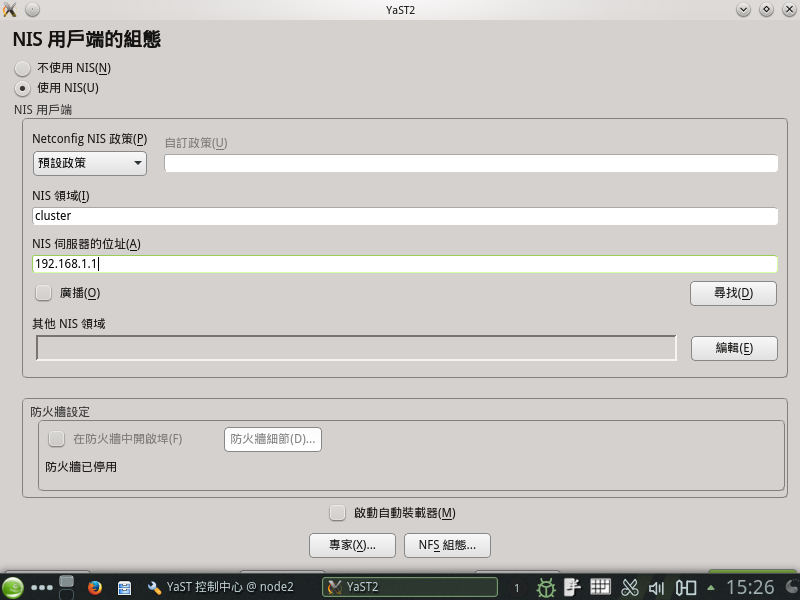 YaST2
NIS 用戶端的組態
不使用 NIS(N)
使用 NIS(U)
NIS 用戶端
Netconfig NIS 政策(P)
自訂政策(U)
預設政策
NIS 領域(I)
cluster
NIS 伺服器的位址(A)
192.168.1.1
廣播(O)
尋找(D)
其他 NIS 領域
編輯(E)
防火牆設定
在防火牆中開啟埠(F)
防火牆細節(D)...
防火牆已停用
啟動自動裝載器(M)
專家(X)...
NFS 組態...
YaST 控制中心 @ node2
YaST2
1
15:26